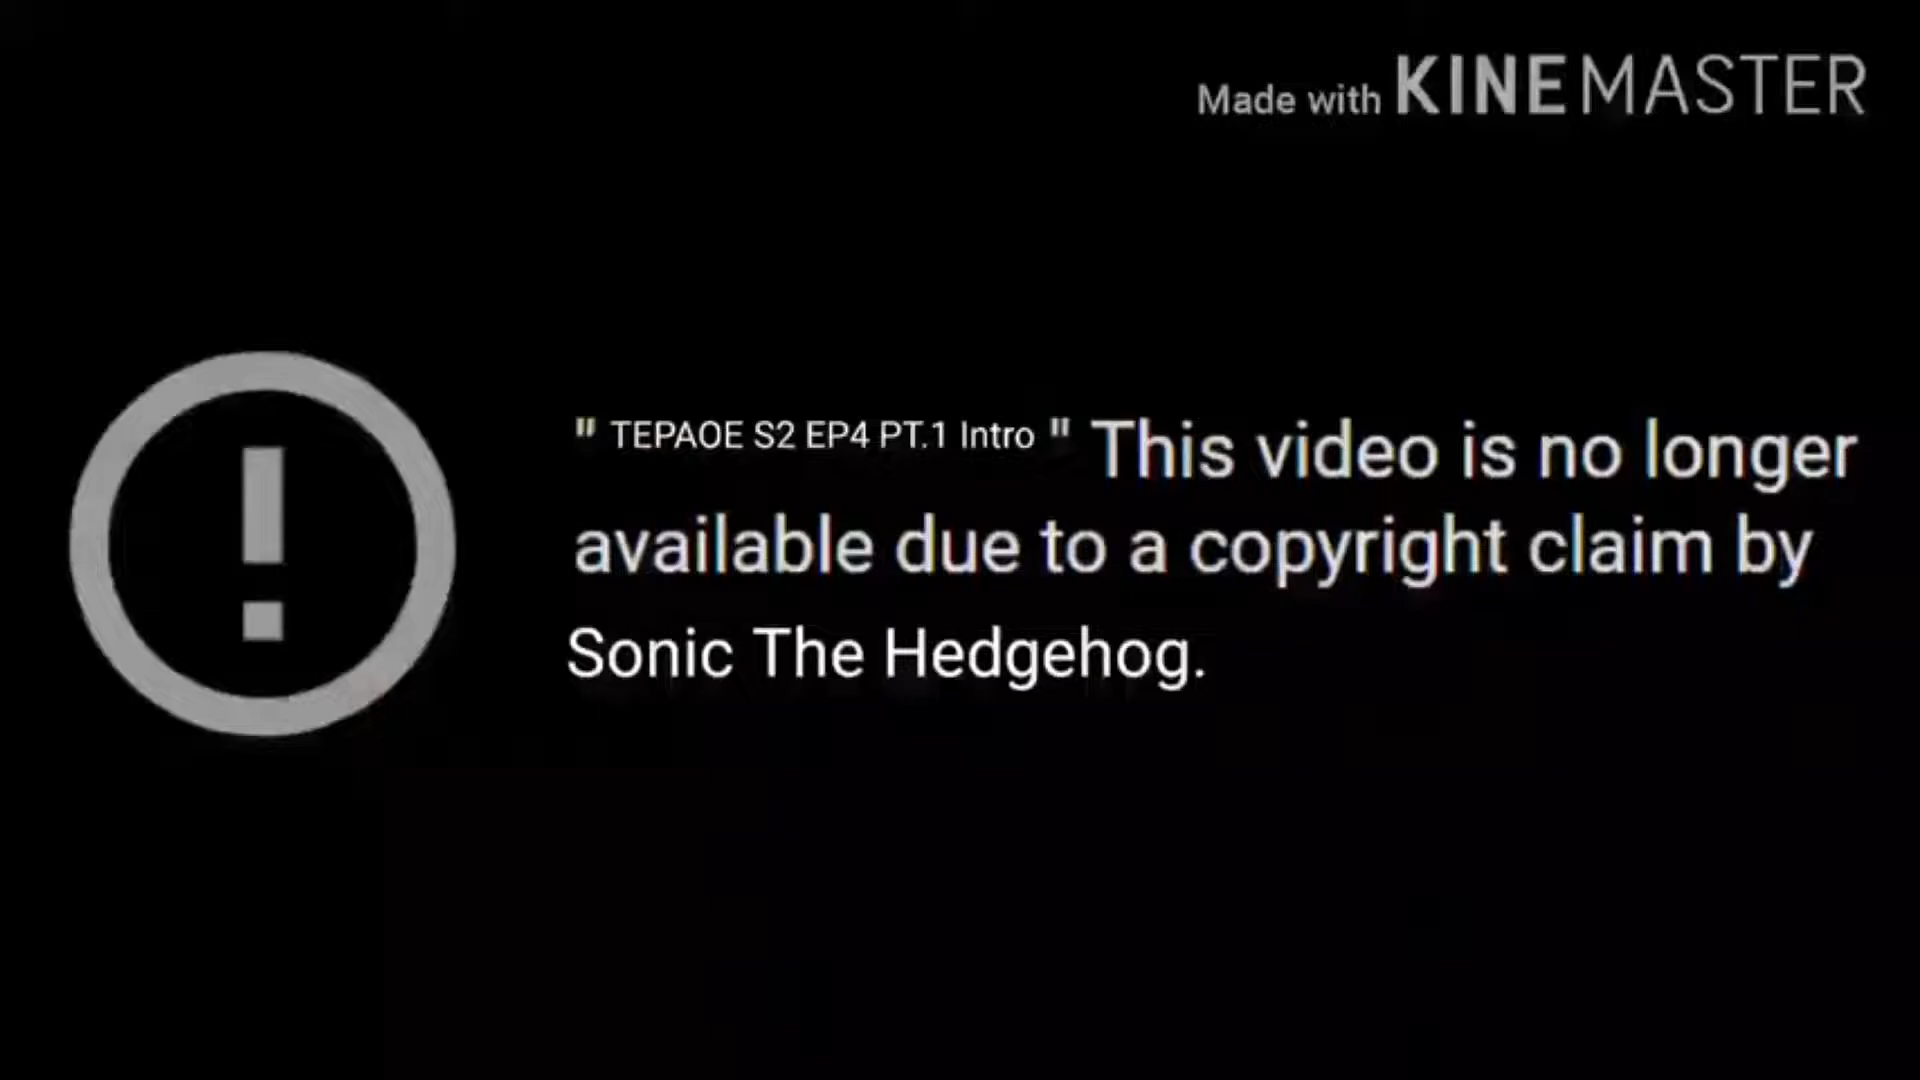 Made with KINEMASTER
" TEPAOE S2 EP4 PT.1 Intro " This video is no longer
available due to a copyright claim by
Sonic The Hedgehog.